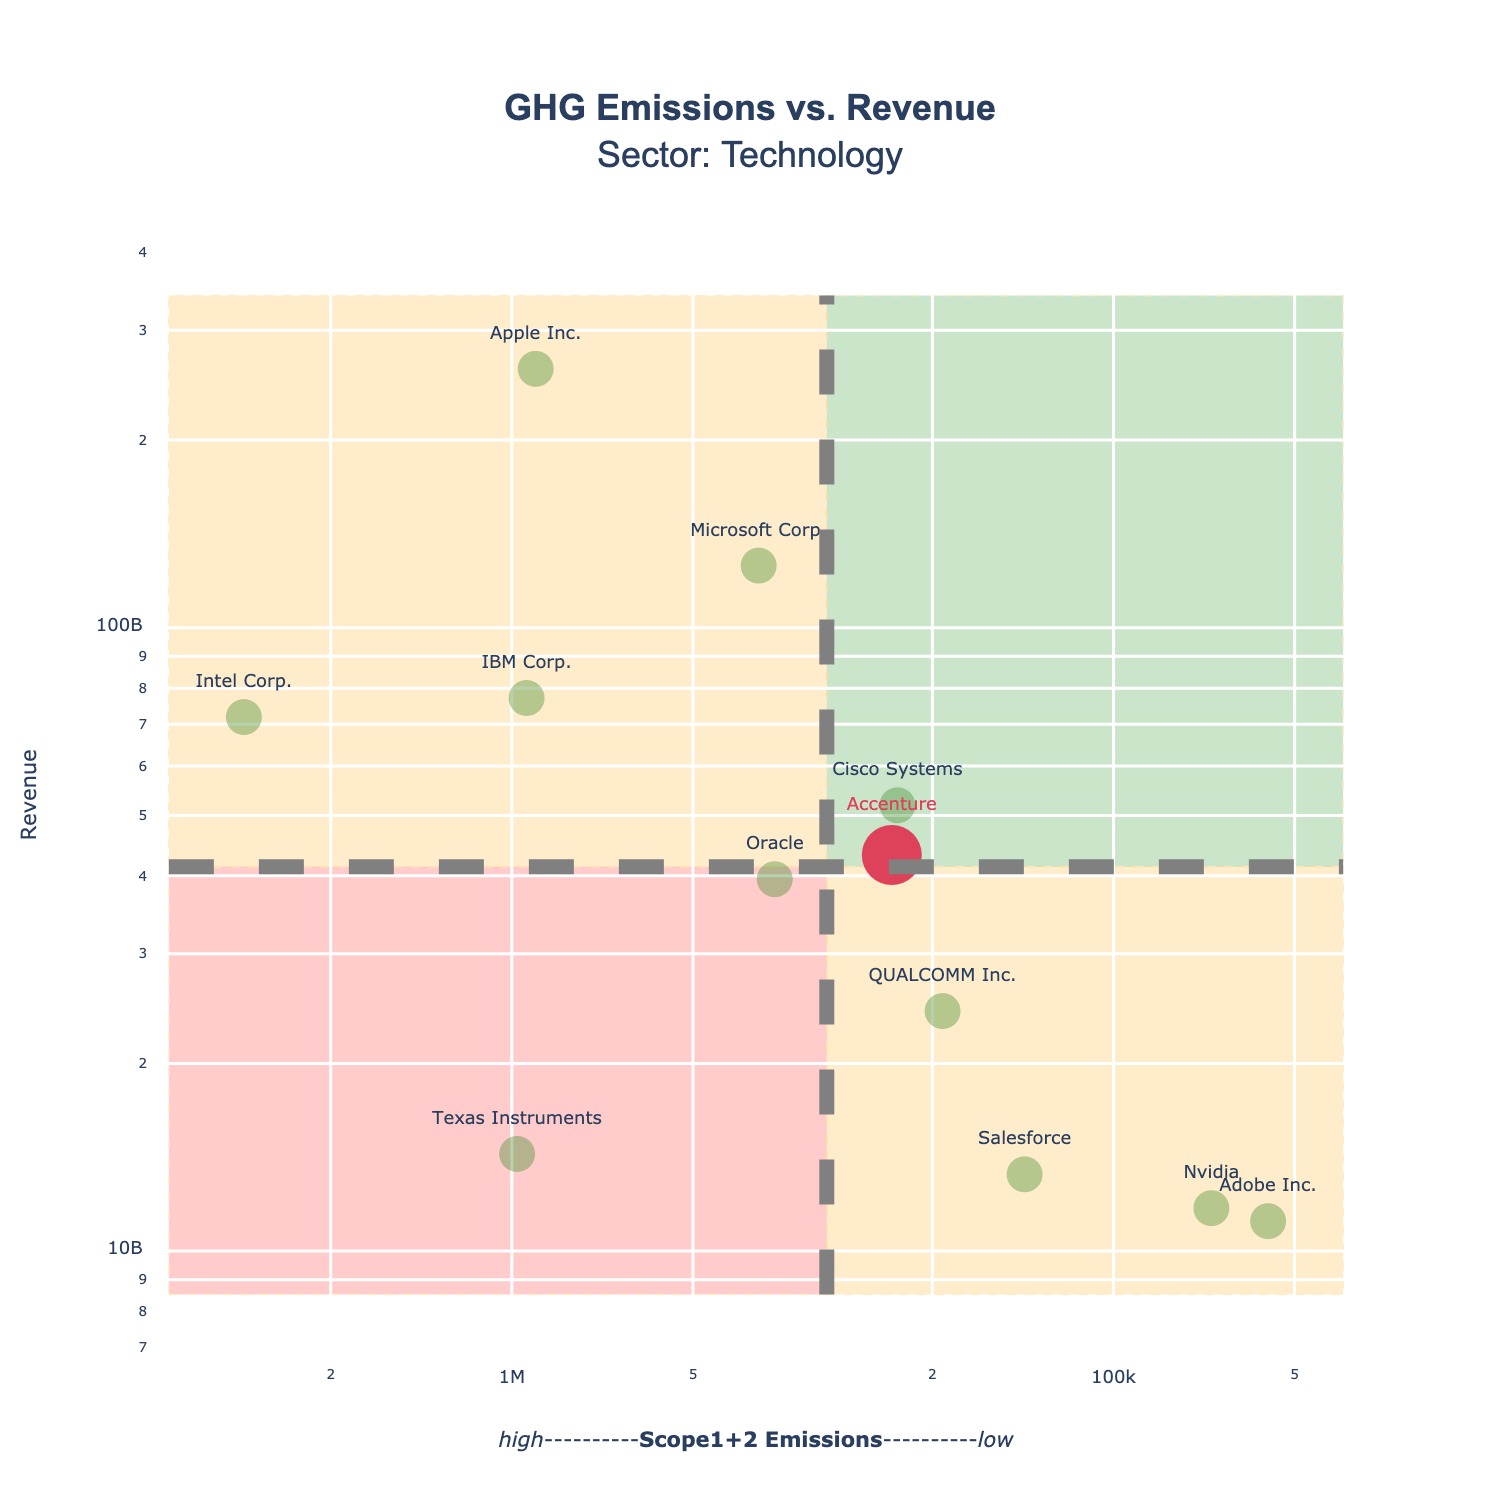 GHG Emissions vs. Revenue
Sector: Technology
4
3
Apple Inc.
2
Microsoft Corp
100B
9
IBM Corp.
Intel Corp.
8
7
6
Cisco Systems
Accenture
5
Oracle
4
QUALCOMM Inc.
3
2
Texas Instruments
Salesforce
Nvidia
Adobe Inc.
10B
9
8
7
Revenue
2 1M 5 2 100k 5
high----------Scope1+2 Emissions----------low